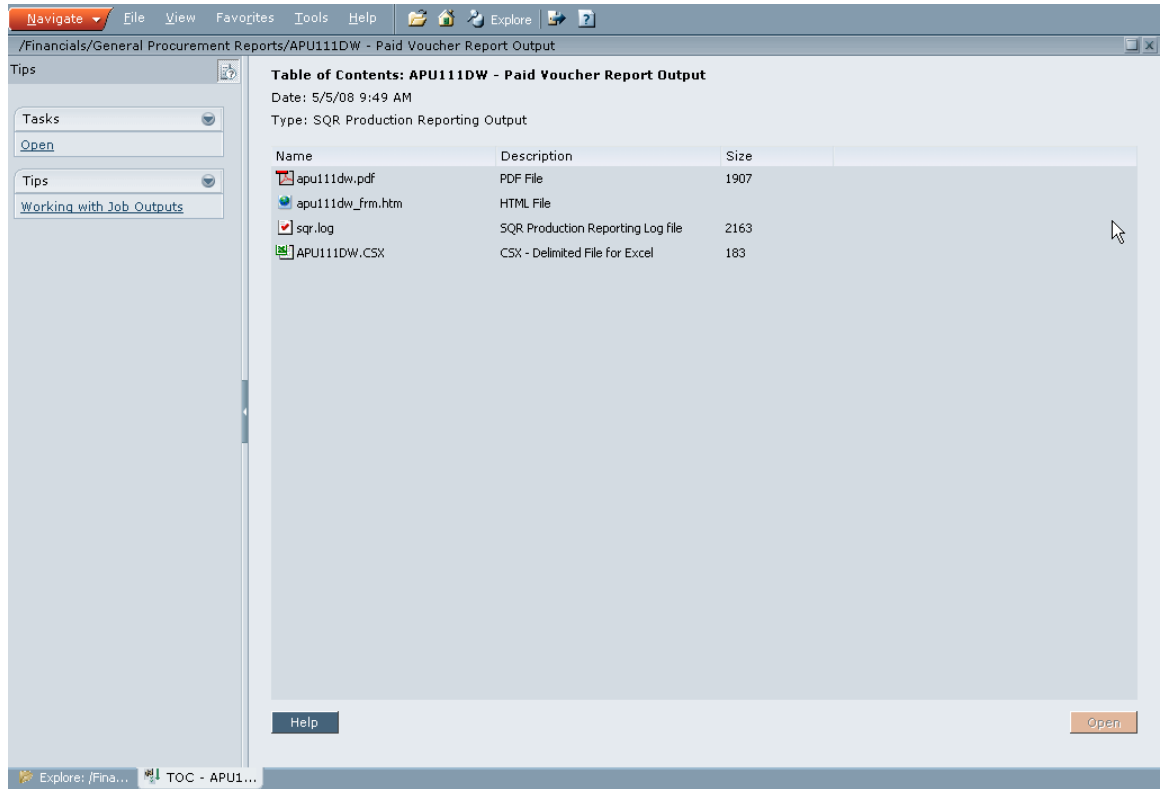 Navigate File View Favorites Tools Help Explore
/Financials/General Procurement Reports/APU111DW - Paid Voucher Report Output
Tips
Tasks
Open
Tips
Working with Job Outputs
Table of Contents: APU111DW - Paid Voucher Report Output
Date: 5/5/08 9:49 AM
Type: SQR Production Reporting Output
Name Description Size
apu111dw.pdf PDF File 1907
apu111dw_frm.htm HTML File
sqr.log SQR Production Reporting Log file 2163
APU111DW.CSX CSX - Delimited File for Excel 183
Help Open
Explore: /Fina... TOC - APU1...